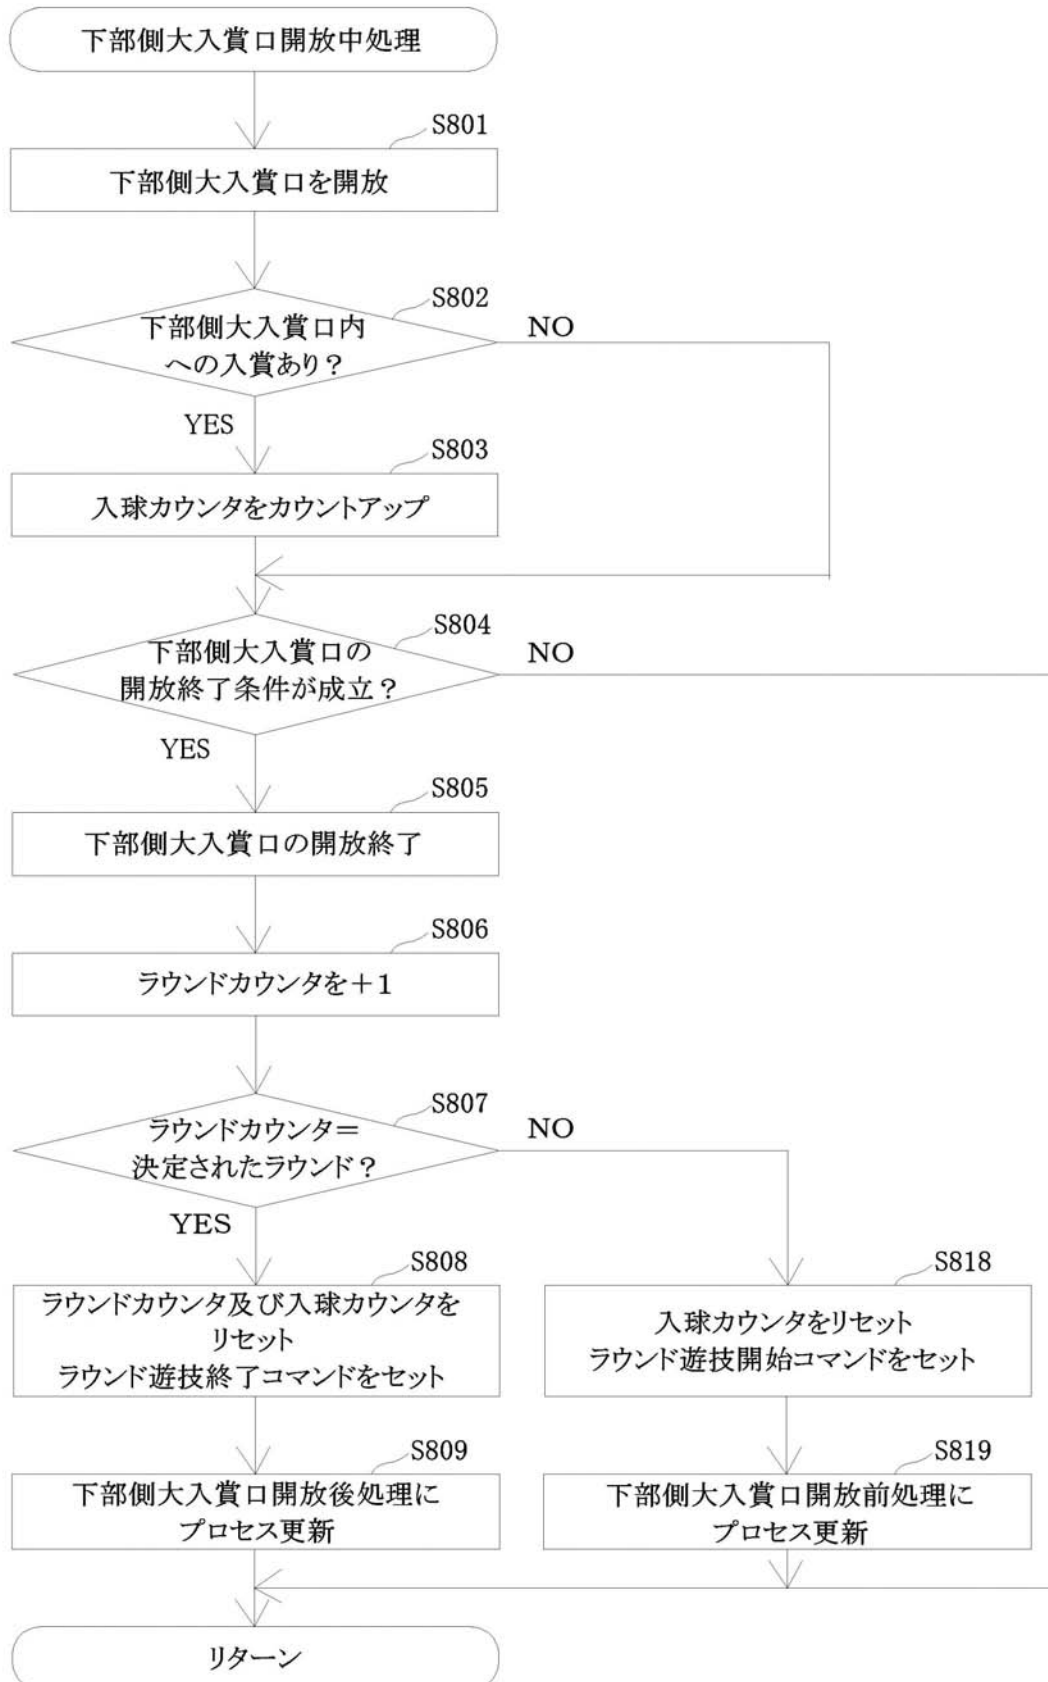 下部側大入賞口開放中処理
S801
下部側大入賞口を開放
S802
下部側大入賞口内
への入賞あり？
NO
YES
S803
入球カウンタをカウントアップ
S804
下部側大入賞口の
開放終了条件が成立？
NO
YES
S805
下部側大入賞口の開放終了
S806
ラウンドカウンタを＋１
S807
ラウンドカウンタ＝
決定されたラウンド？
NO
YES
S808
ラウンドカウンタ及び入球カウンタを
リセット
ラウンド遊技終了コマンドをセット
S818
入球カウンタをリセット
ラウンド遊技開始コマンドをセット
S809
下部側大入賞口開放後処理に
プロセス更新
S819
下部側大入賞口開放前処理に
プロセス更新
リターン